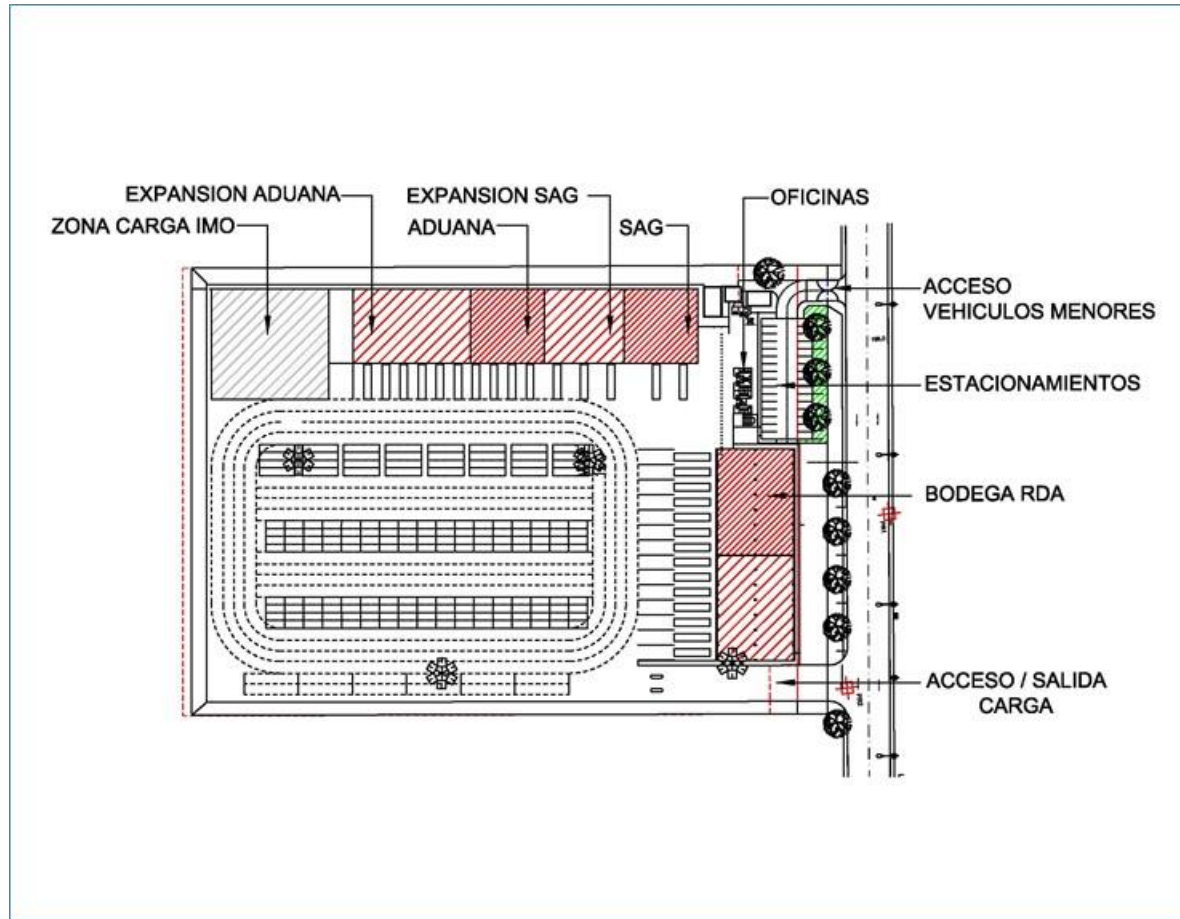 EXPANSION ADUANA
EXPANSION SAG
OFICINAS
ZONA CARGA IMO
ADUANA
SAG
ACCESO
VEHICULOS MENORES
ESTACIONAMIENTOS
BODEGA RDA
ACCESO / SALIDA
CARGA